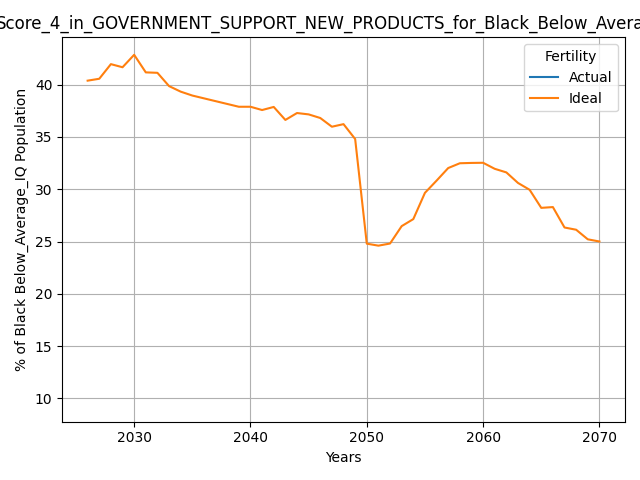 Score_4_in_GOVERNMENT_SUPPORT_NEW_PRODUCTS_for_Black_Below_Avera
Fertility
Actual
Ideal
% of Black Below_Average_IQ Population
40
35
30
25
20
15
10
2030 2040 2050 2060 2070
Years